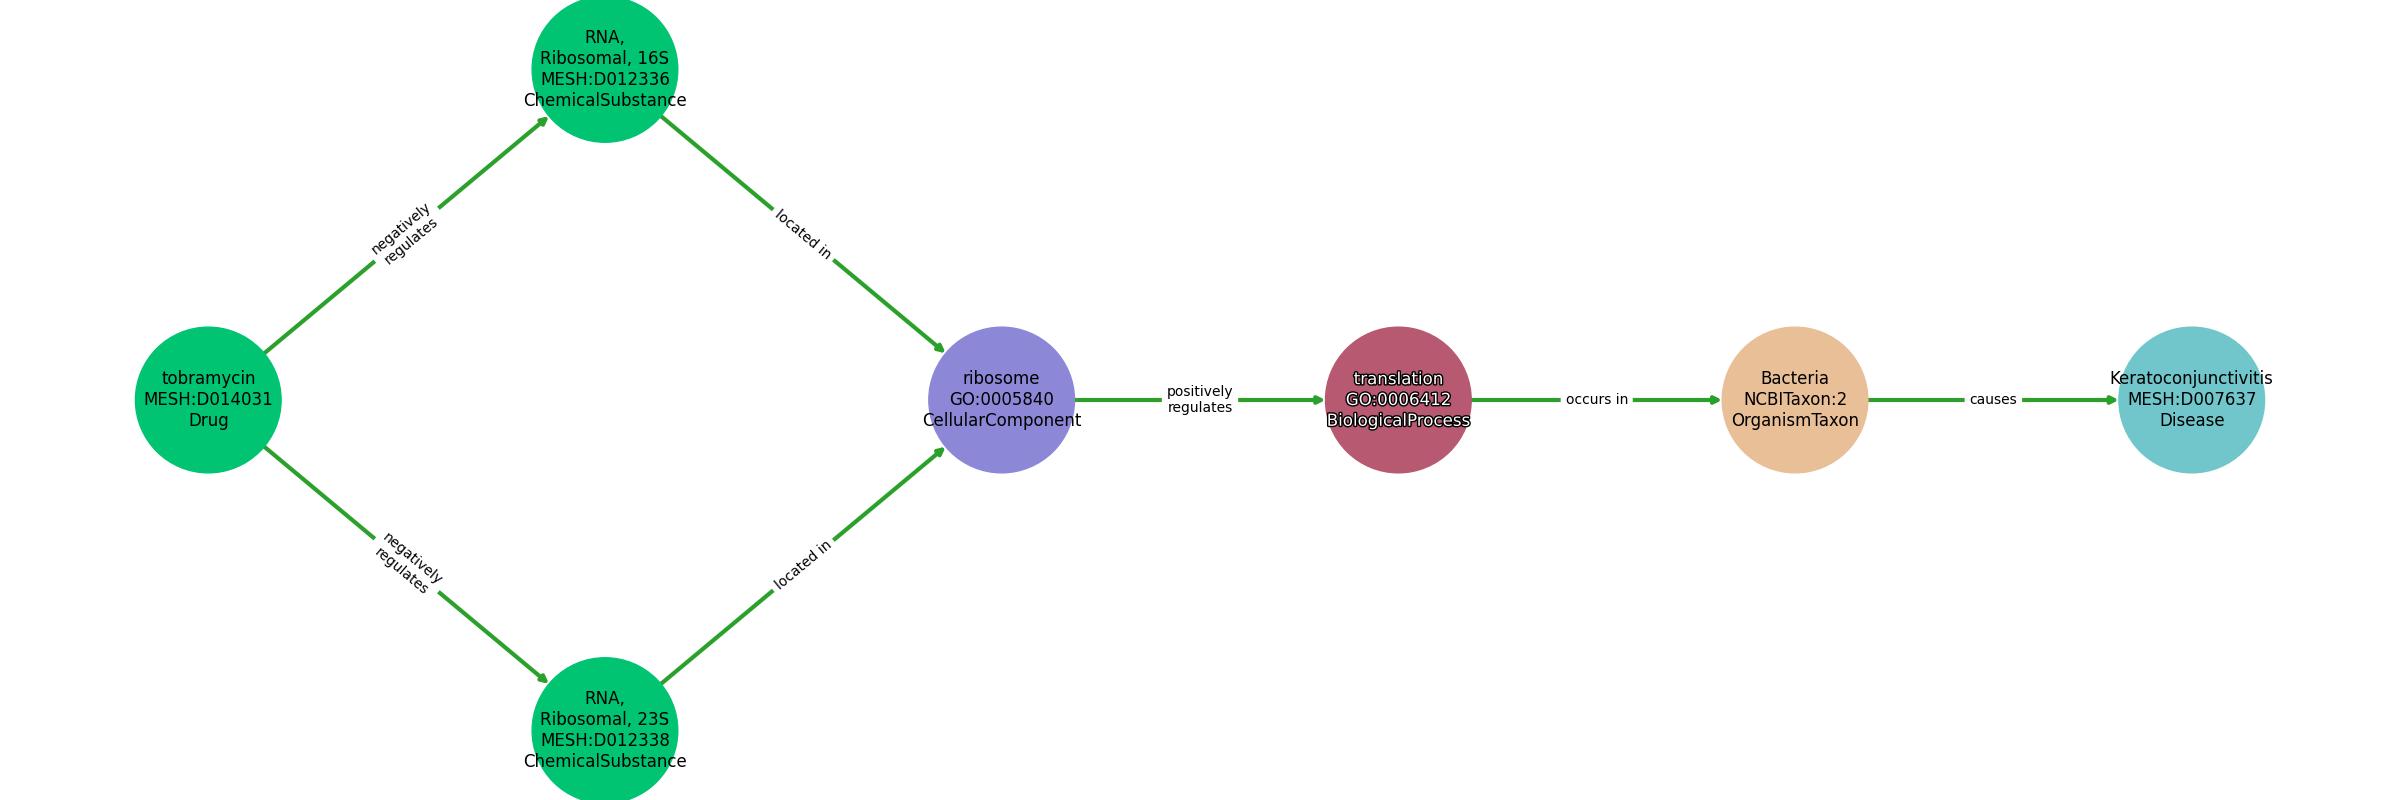 RNA,
Ribosomal, 16S
MESH:D012336
ChemicalSubstance
negatively
regulates
located in
tobramycin
MESH:D014031
Drug
ribosome
GO:0005840
CellularComponent
positively
regulates
translation
GO:0006412
BiologicalProcess
occurs in
Bacteria
NCBITaxon:2
OrganismTaxon
causes
Keratoconjunctivitis
MESH:D007637
Disease
negatively
regulates
located in
RNA,
Ribosomal, 23S
MESH:D012338
ChemicalSubstance